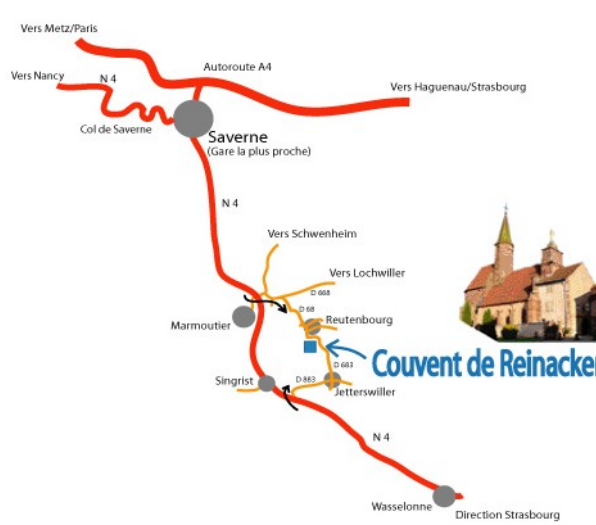 Vers Metz/Paris
Autoroute A4
Vers Nancy
N 4
Vers Haguenau/Strasbourg
Col de Saverne
Saverne
(Gare la plus proche)
N 4
Vers Schwenheim
Vers Lochwiller
D 668
D 68
Marmoutier
Reutenbourg
Couvent de Reinacker
D 683
Singrist
D 883
Jetterswiller
N 4
Wasselonne
Direction Strasbourg